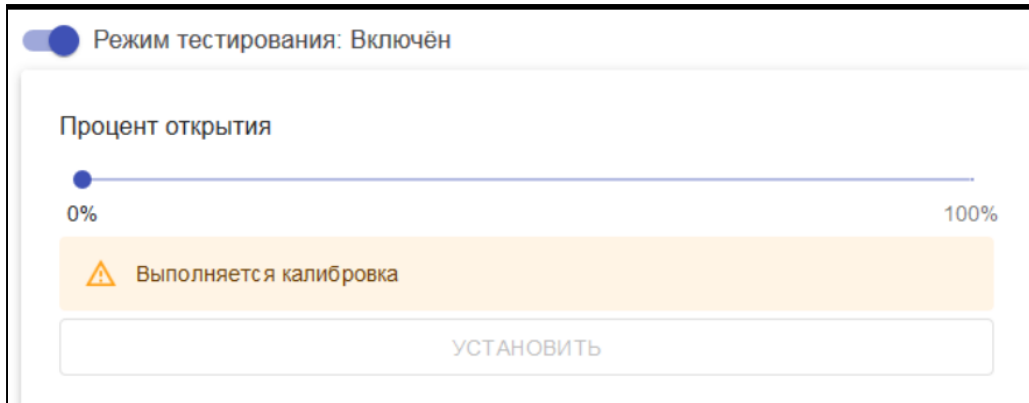 Режим тестирования: Включён
Процент открытия
0% 100%
Выполняется калибровка
УСТАНОВИТЬ